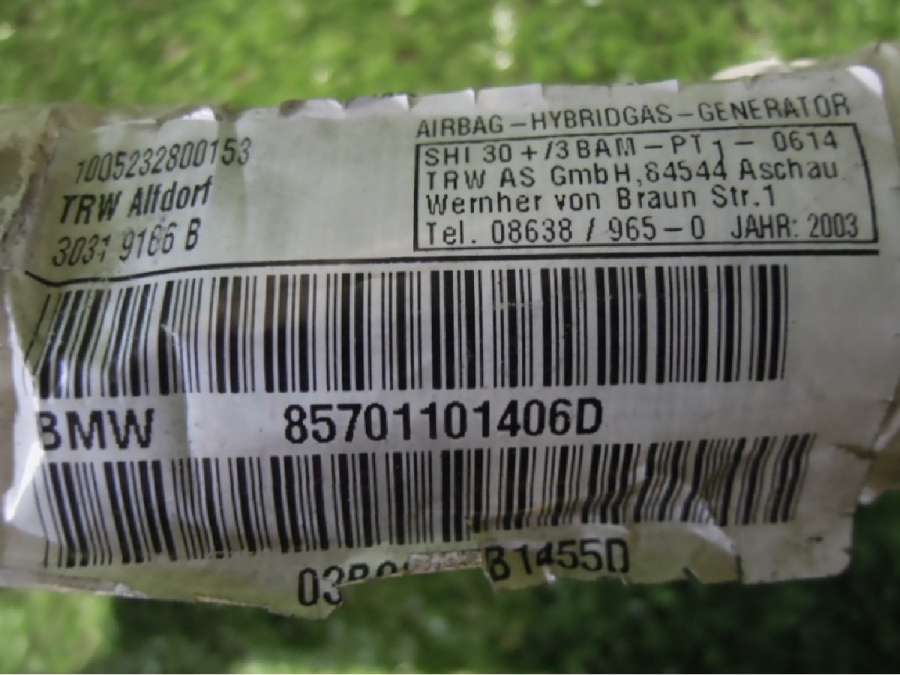 1005232800153
TRW Alfdorf
3031 9166 B
AIRBAG-HYBRIDGAS-GENERATOR
SHI 30+/3 BAM-PT 1- 0614
TRW AS GmbH, 84544 Aschau
Wernher von Braun Str.1
Tel. 08638 / 965-0 JAHR: 2003
BMW 85701101406D
B1455D